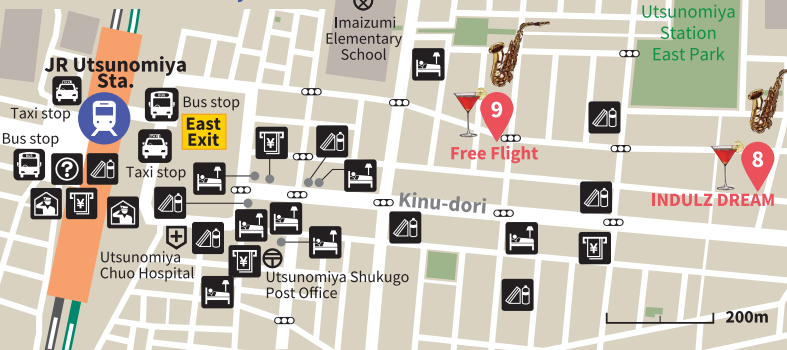 Imaizumi
Elementary
School
Utsunomiya
Station
East Park
JR Utsunomiya
Sta.
Taxi stop
Bus stop
East
Exit
Bus stop
Taxi stop
?
¥
¥
9
Free Flight
8
INDULZ DREAM
Kinu-dori
Utsunomiya
Chuo Hospital
¥
Utsunomiya Shukugo
Post Office
¥
200m